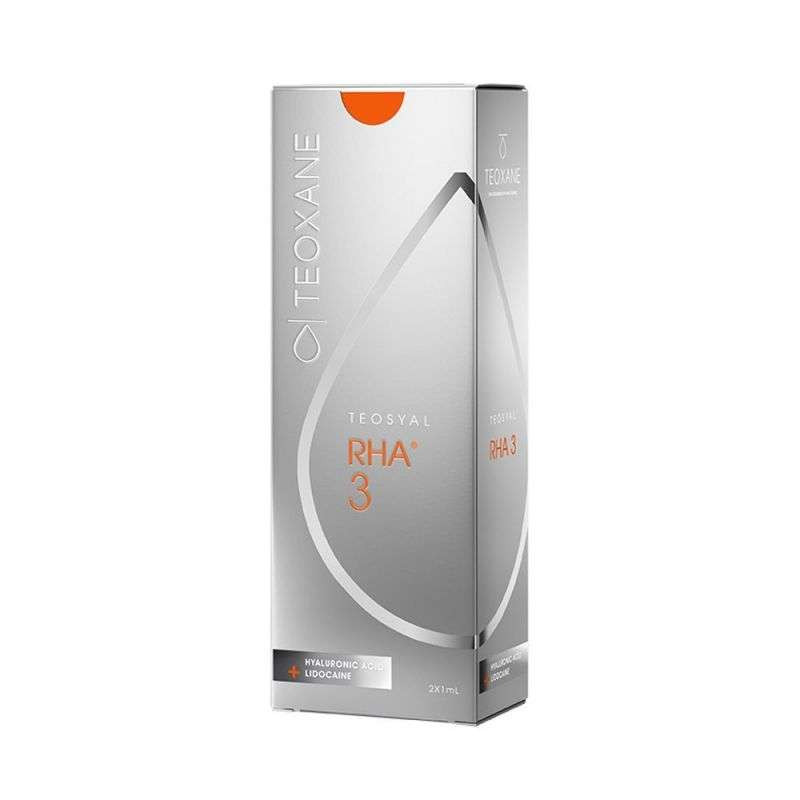 TEOXANE
TEOSYAL
RHA®
3
HYALURONIC ACID
+ LIDOCAINE
2X1mL
TEOXANE
TEOSYAL
RHA 3
HYALURONIC ACID
+ LIDOCAINE